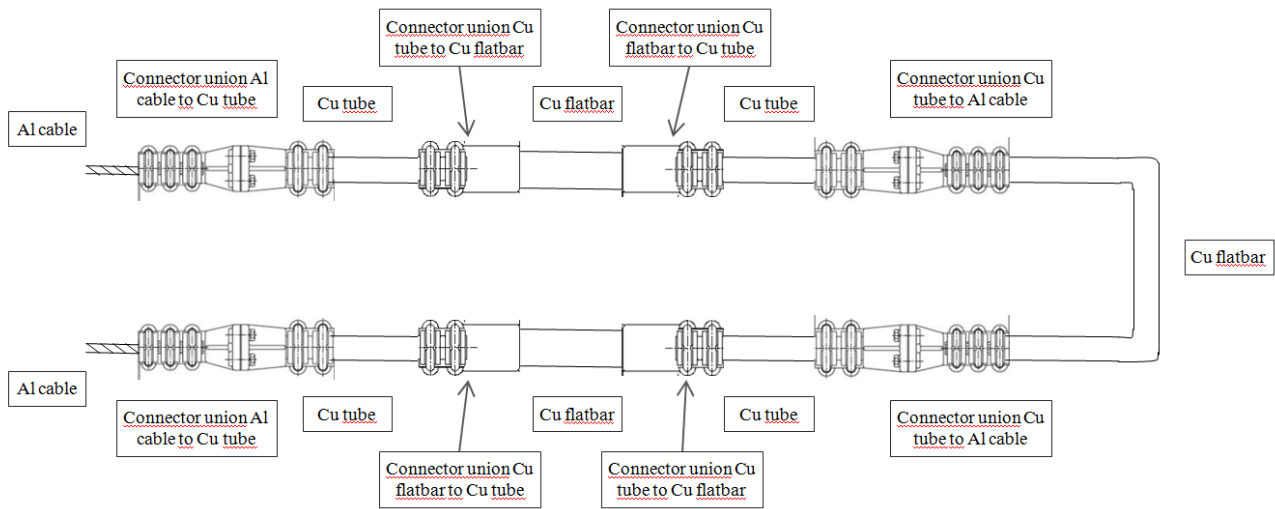 Connector union Cu
tube to Cu flatbar
Connector union Cu
flatbar to Cu tube
Connector union Al
cable to Cu tube
Cu tube
Cu flatbar
Cu tube
Connector union Cu
tube to Al cable
Al cable
Cu flatbar
Al cable
Connector union Al
cable to Cu tube
Cu tube
Cu flatbar
Cu tube
Connector union Cu
tube to Al cable
Connector union Cu
flatbar to Cu tube
Connector union Cu
tube to Cu flatbar